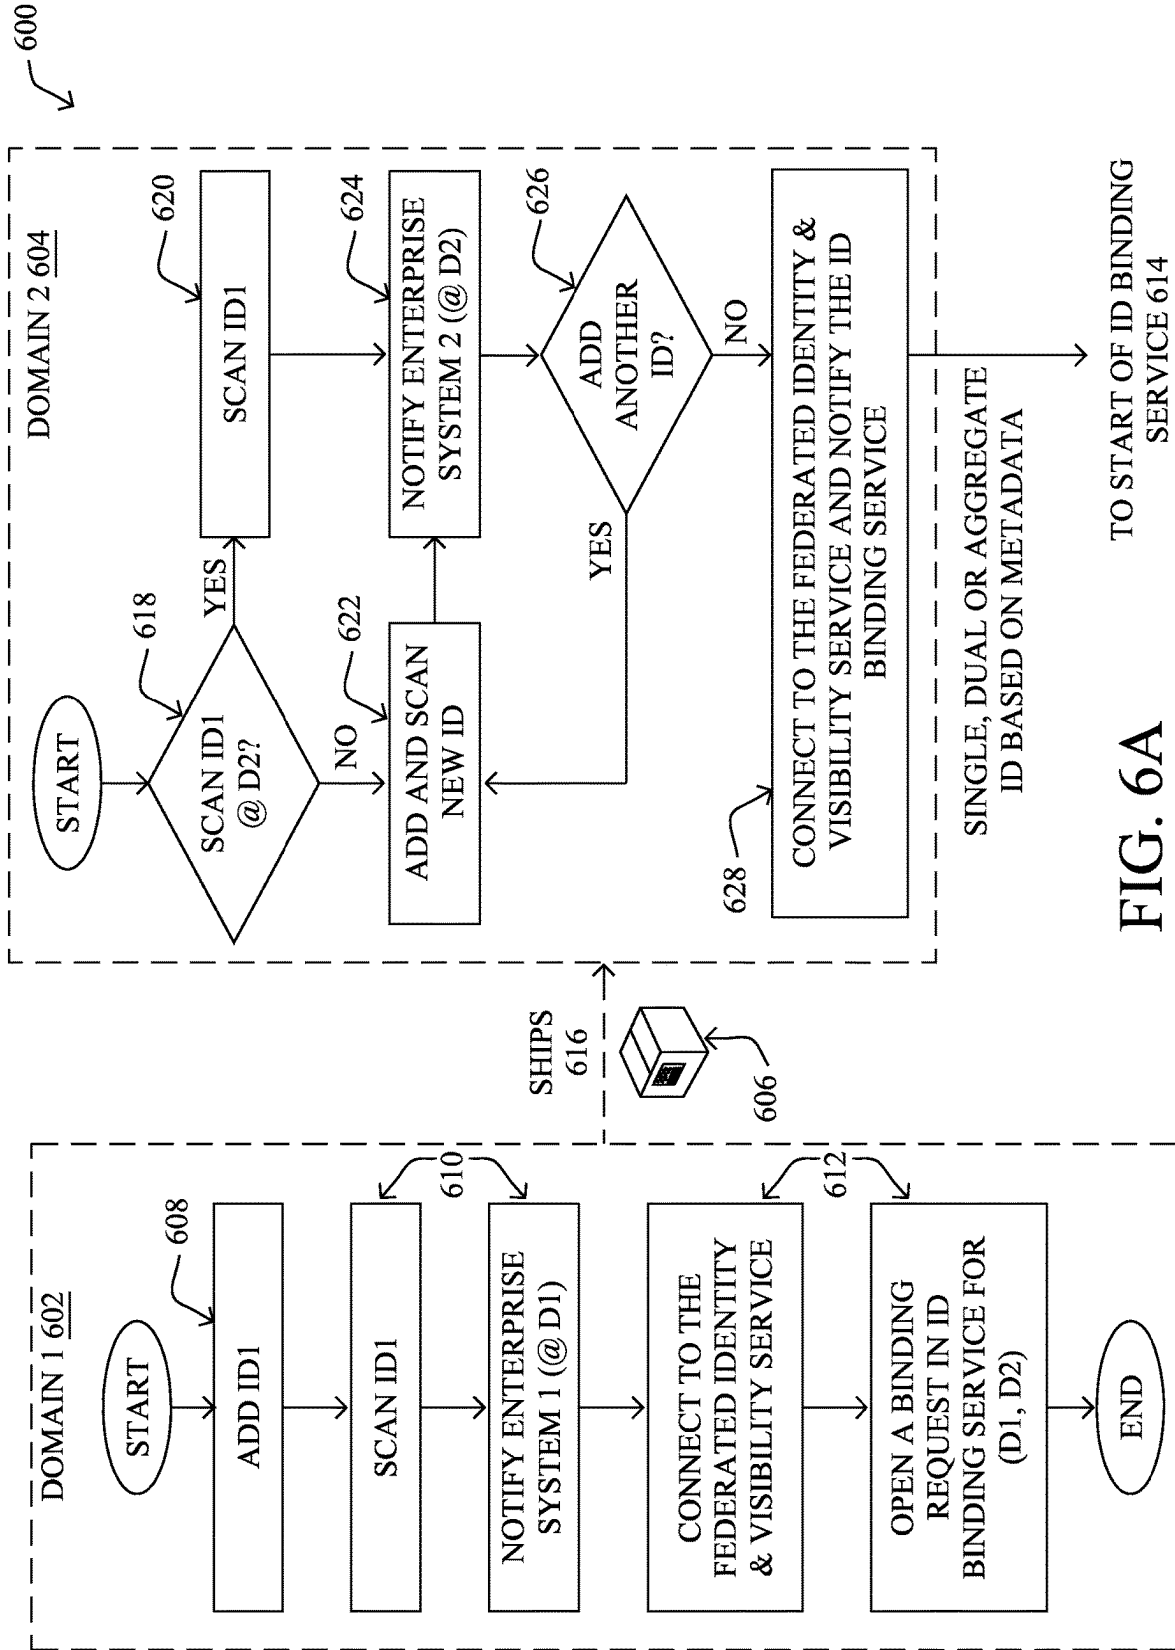 600
DOMAIN 1 602
START
608
ADD ID1
SCAN ID1
610
NOTIFY ENTERPRISE
SYSTEM 1 (@ D1)
CONNECT TO THE
FEDERATED IDENTITY
& VISIBILITY SERVICE
612
OPEN A BINDING
REQUEST IN ID
BINDING SERVICE FOR
(D1, D2)
END
SHIPS
616
606
DOMAIN 2 604
START
618
SCAN ID1
@ D2?
YES
620
SCAN ID1
NO
622
ADD AND SCAN
NEW ID
624
NOTIFY ENTERPRISE
SYSTEM 2 (@ D2)
626
ADD
ANOTHER
ID?
YES
NO
628
CONNECT TO THE FEDERATED IDENTITY &
VISIBILITY SERVICE AND NOTIFY THE ID
BINDING SERVICE
SINGLE, DUAL OR AGGREGATE
ID BASED ON METADATA
TO START OF ID BINDING
SERVICE 614
FIG. 6A